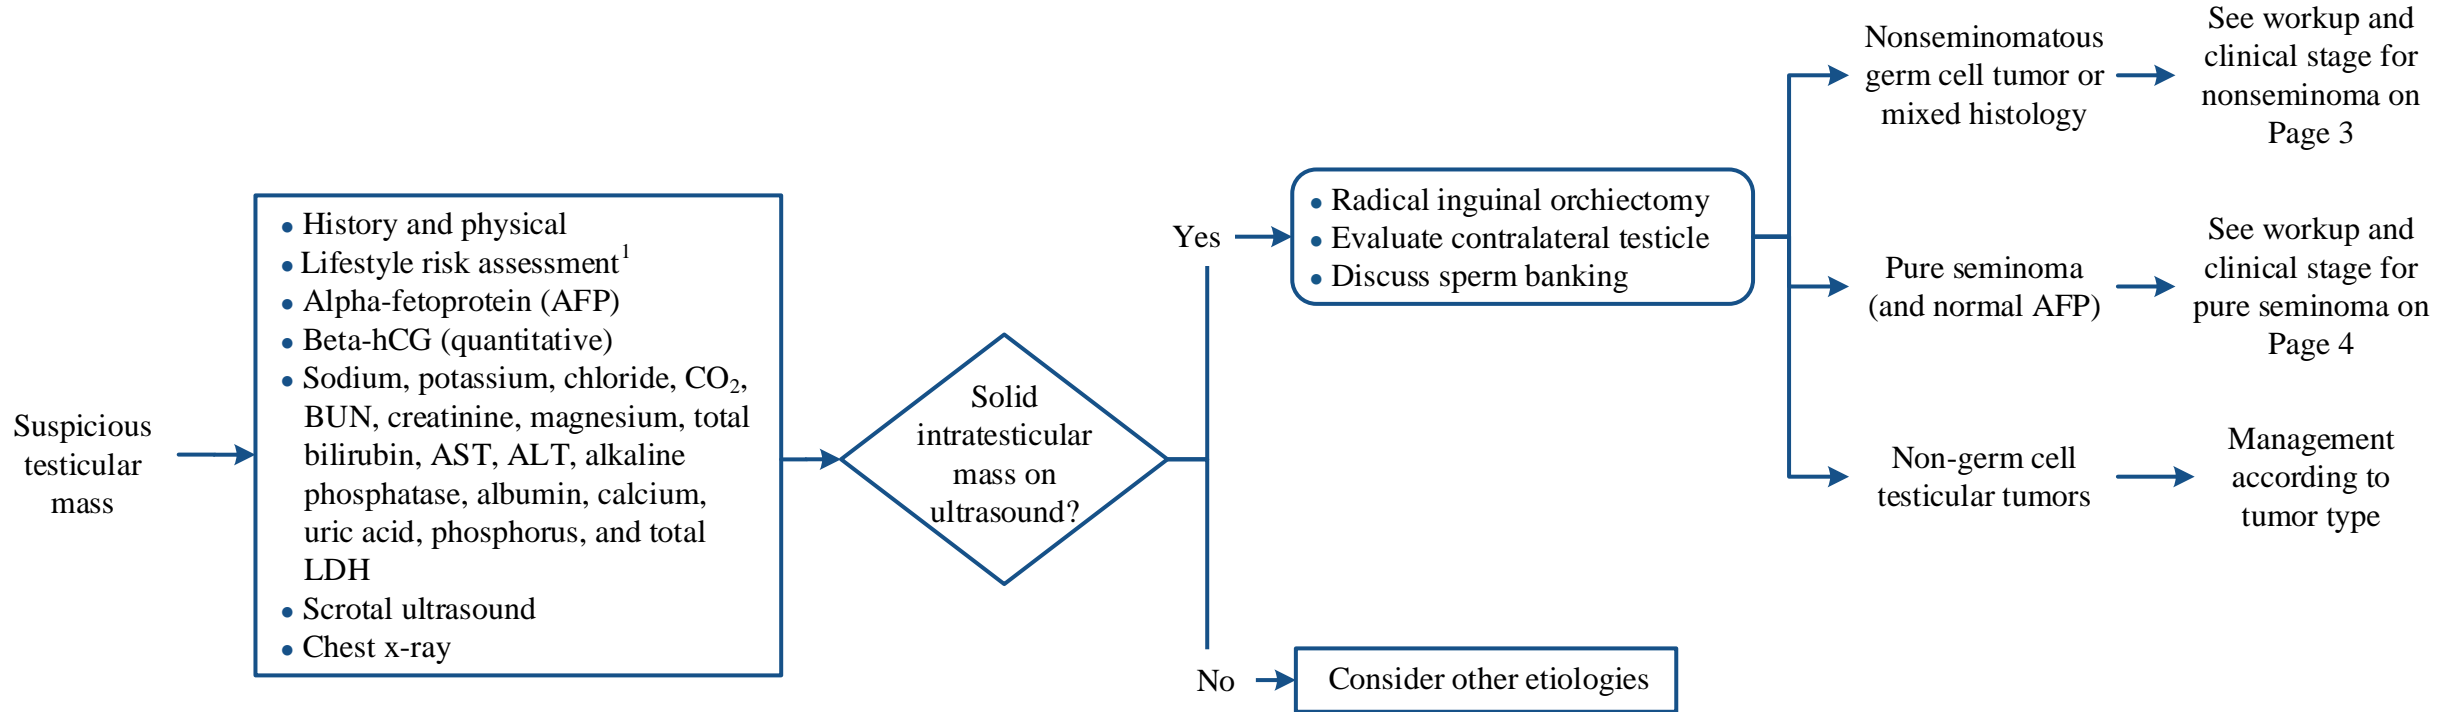 Suspicious
testicular
mass
• History and physical
• Lifestyle risk assessment1
• Alpha-fetoprotein (AFP)
• Beta-hCG (quantitative)
• Sodium, potassium, chloride, CO2,
BUN, creatinine, magnesium, total
bilirubin, AST, ALT, alkaline
phosphatase, albumin, calcium,
uric acid, phosphorus, and total
LDH
• Scrotal ultrasound
• Chest x-ray
Solid
intratesticular
mass on
ultrasound?
Yes
• Radical inguinal orchiectomy
• Evaluate contralateral testicle
• Discuss sperm banking
Nonseminomatous
germ cell tumor or
mixed histology
See workup and
clinical stage for
nonseminoma on
Page 3
Pure seminoma
(and normal AFP)
See workup and
clinical stage for
pure seminoma on
Page 4
Non-germ cell
testicular tumors
Management
according to
tumor type
No
Consider other etiologies